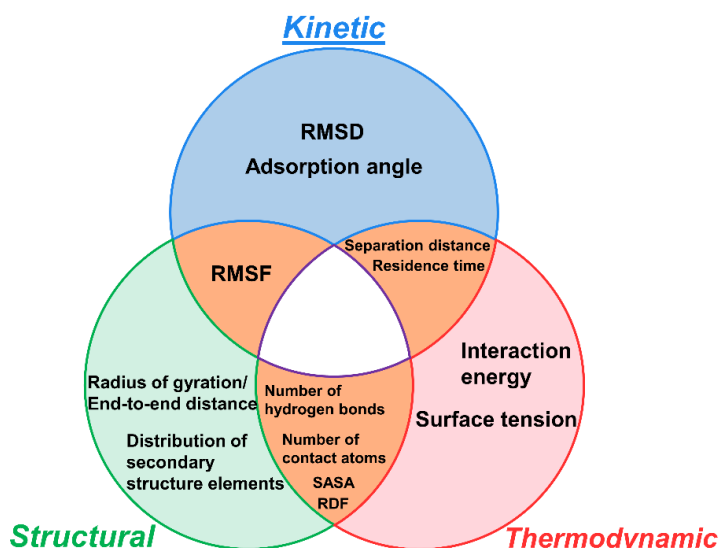 Kinetic
RMSD
Adsorption angle
Separation distance
Residence time
RMSF
Interaction
energy
Surface tension
Radius of gyration/
End-to-end distance
Distribution of
secondary
structure elements
Number of
hydrogen bonds
Number of
contact atoms
SASA
RDF
Structural
Thermodynamic